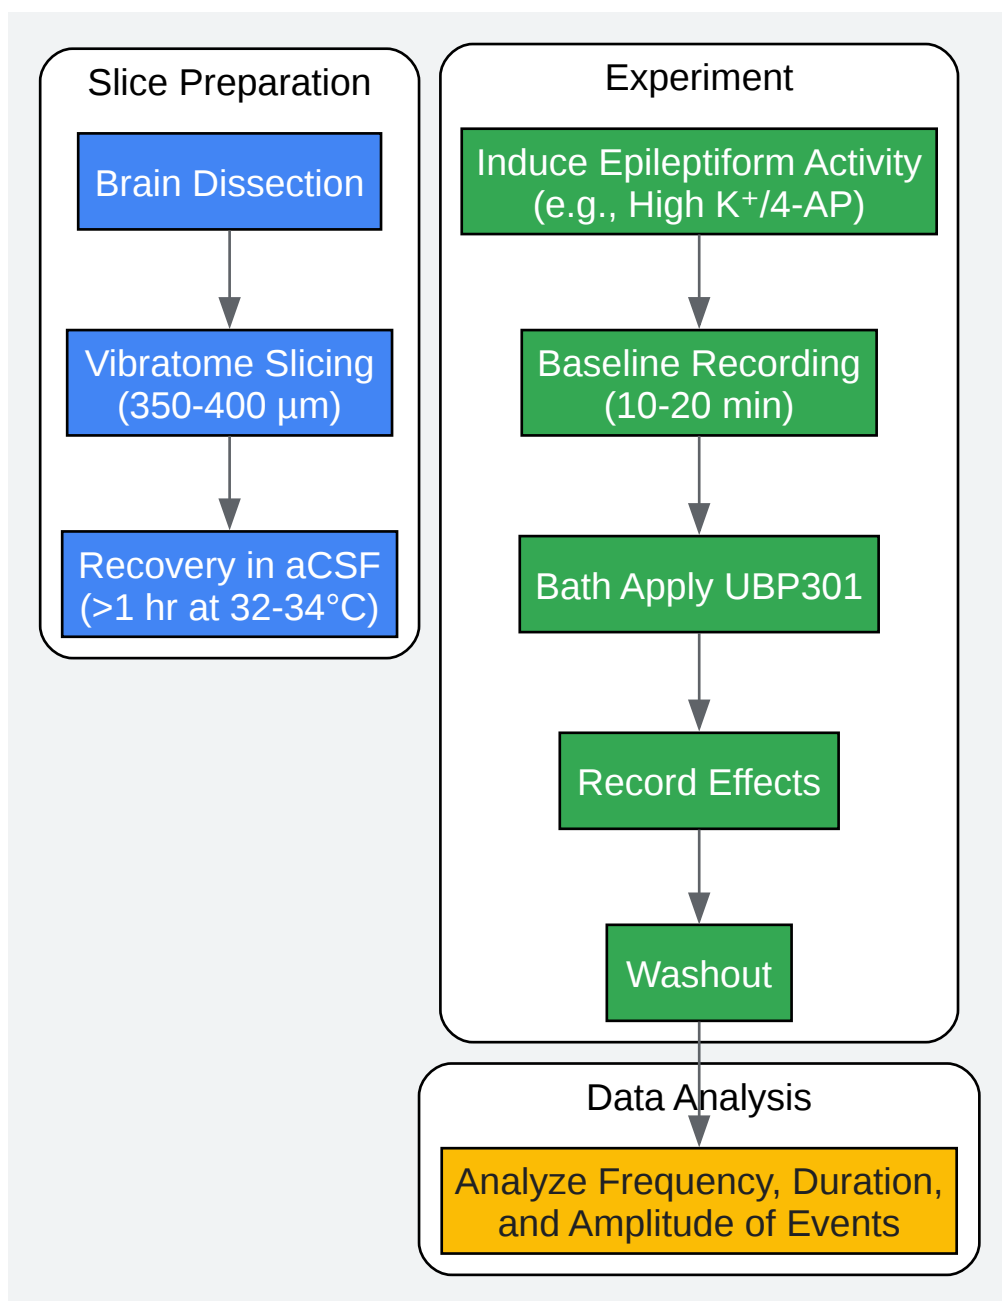 Slice Preparation
Brain Dissection
Vibratome Slicing
(350-400 µm)
Recovery in aCSF
(>1 hr at 32-34°C)
Experiment
Induce Epileptiform Activity
(e.g., High K⁺/4-AP)
Baseline Recording
(10-20 min)
Bath Apply UBP301
Record Effects
Washout
Data Analysis
Analyze Frequency, Duration,
and Amplitude of Events